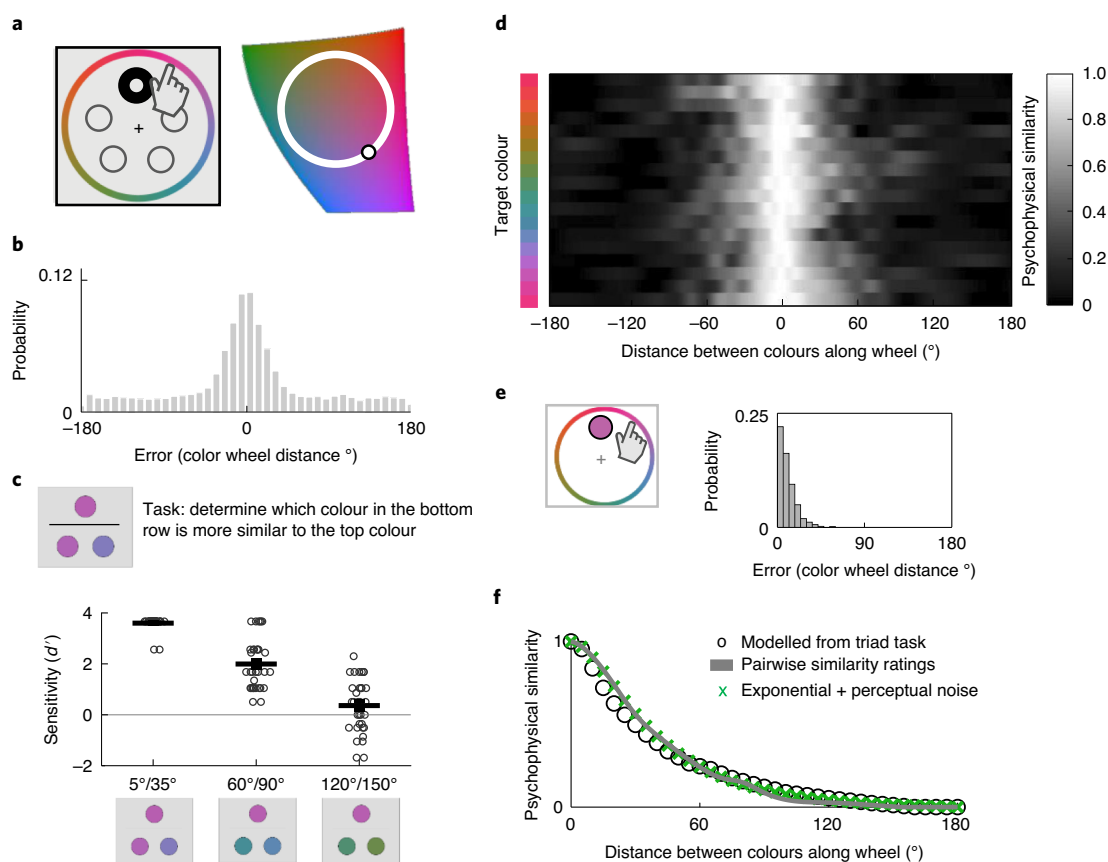 a
b
0.12
Probability
0
−180
0
180
Error (color wheel distance °)
c
Task: determine which colour in the bottom
row is more similar to the top colour
4
2
0
−2
Sensitivity (d′)
5°/35°
60°/90°
120°/150°
d
Target colour
−180
−120
−60
0
60
120
180
Distance between colours along wheel (°)
Psychophysical similarity
1.0
0.8
0.6
0.4
0.2
0
e
0.25
Probability
0
0
90
180
Error (color wheel distance °)
f
1
Psychophysical similarity
0
Modelled from triad task
Pairwise similarity ratings
Exponential + perceptual noise
0
60
120
180
Distance between colours along wheel (°)